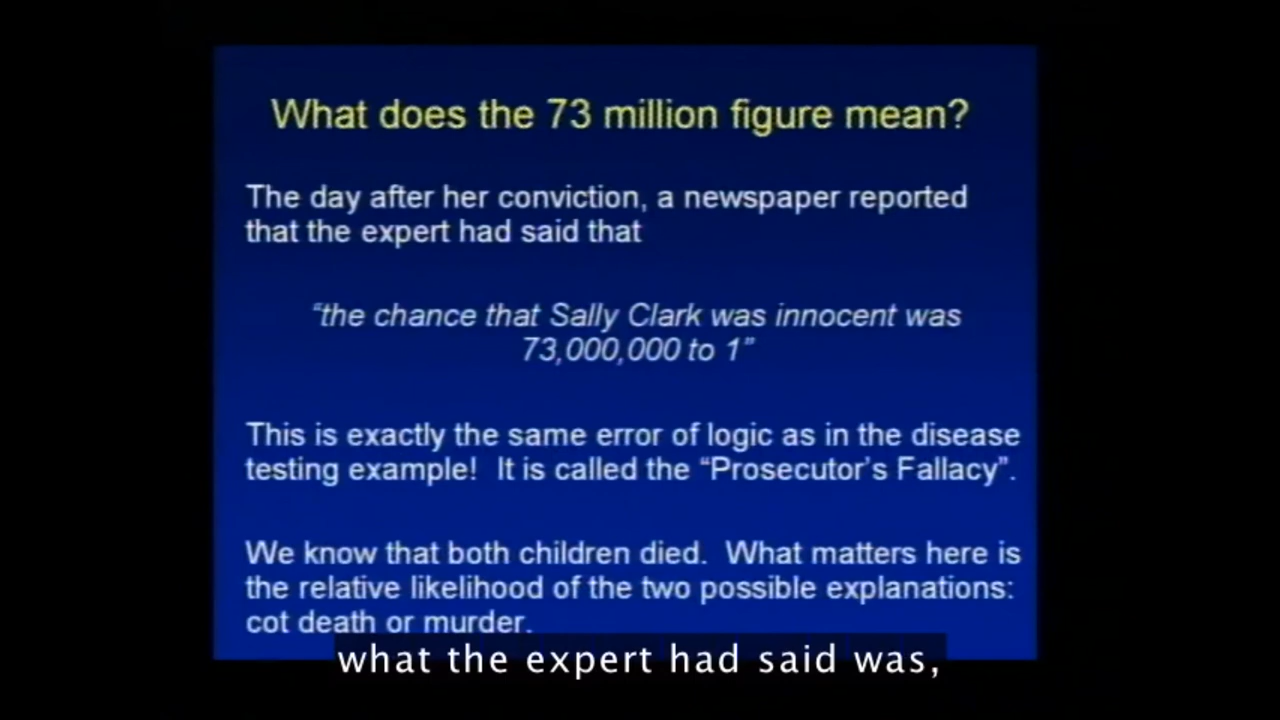 What does the 73 million figure mean?
The day after her conviction, a newspaper reported
that the expert had said that
“the chance that Sally Clark was innocent was
73,000,000 to 1”
This is exactly the same error of logic as in the disease
testing example! It is called the “Prosecutor’s Fallacy”.
We know that both children died. What matters here is
the relative likelihood of the two possible explanations:
cot death or murder.
what the expert had said was,